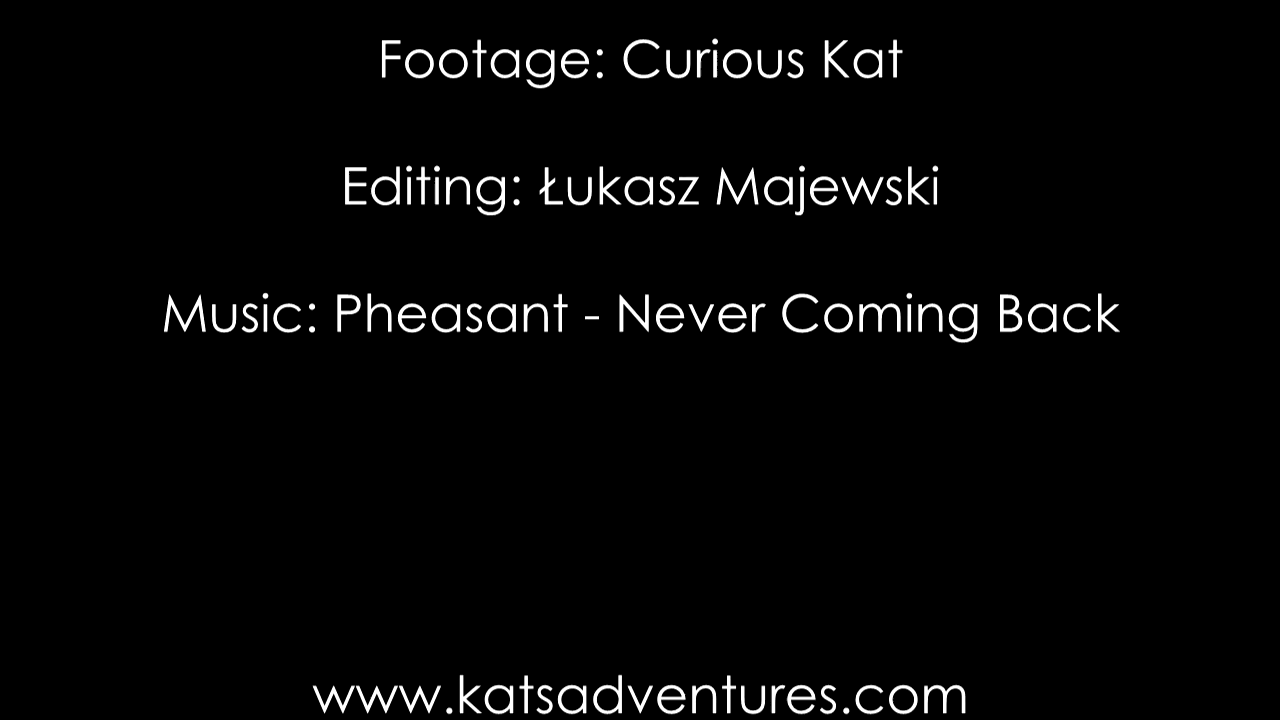 Footage: Curious Kat
Editing: Łukasz Majewski
Music: Pheasant - Never Coming Back
www.katsadventures.com